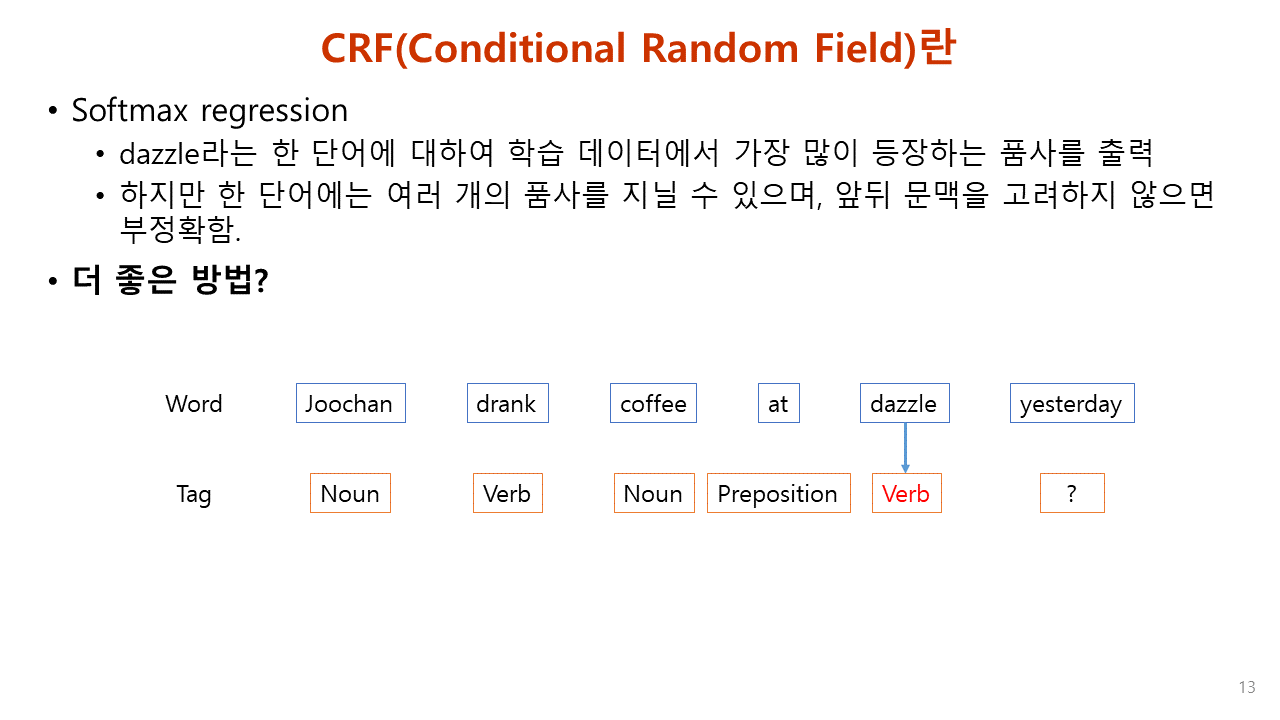 CRF(Conditional Random Field)란
• Softmax regression
• dazzle라는 한 단어에 대하여 학습 데이터에서 가장 많이 등장하는 품사를 출력
• 하지만 한 단어에는 여러 개의 품사를 지닐 수 있으며, 앞뒤 문맥을 고려하지 않으면
부정확함.
• 더 좋은 방법?
Word Joochan drank coffee at dazzle yesterday
Tag Noun Verb Noun Preposition Verb ?
13